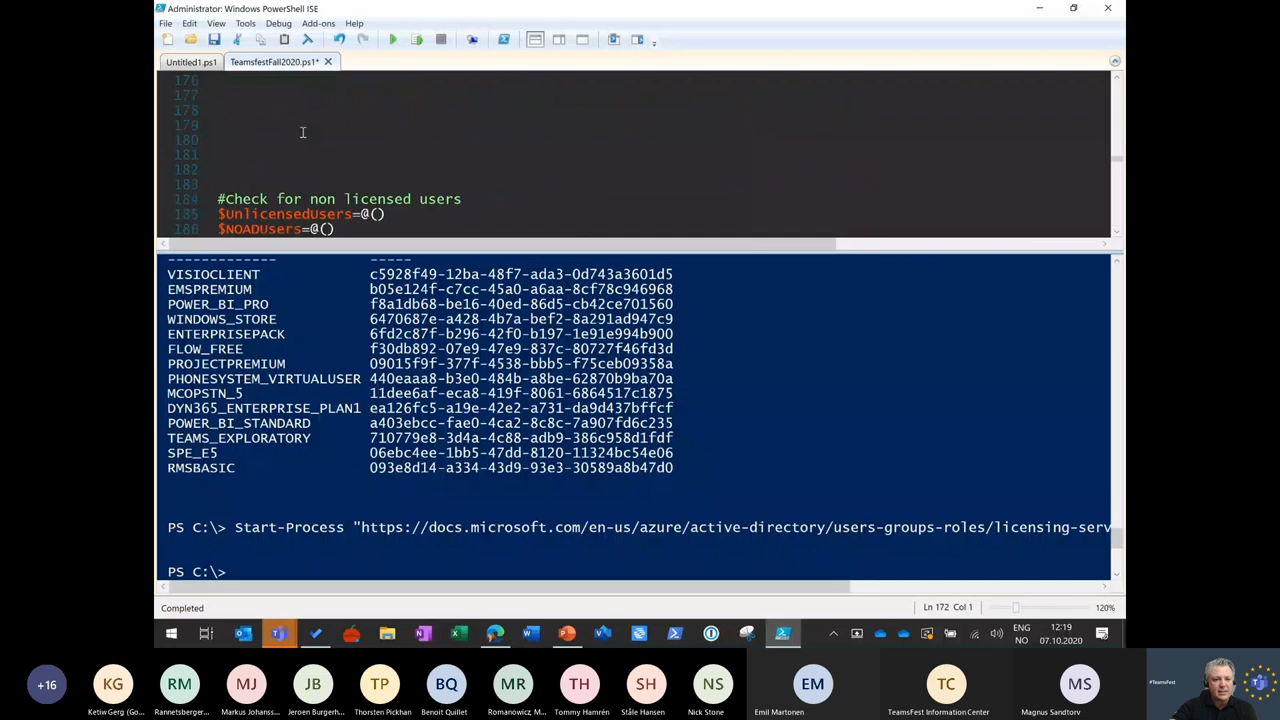 Administrator: Windows PowerShell ISE
File Edit View Tools Debug Add-ons Help
Untitled1.ps1 TeamsfestFall2020.ps1*
176
177
178
179
180
181
182
183
184 #Check for non licensed users
185 $UnlicensedUsers=@()
186 $NOADUsers=@()
------------- -----
VISIOCLIENT c5928f49-12ba-48f7-ada3-0d743a3601d5
EMSPREMIUM b05e124f-c7cc-45a0-a6aa-8cf78c946968
POWER_BI_PRO f8a1db68-be16-40ed-86d5-cb42ce701560
WINDOWS_STORE 6470687e-a428-4b7a-bef2-8a291ad947c9
ENTERPRISEPACK 6fd2c87f-b296-42f0-b197-1e91e994b900
FLOW_FREE f30db892-07e9-47e9-837c-80727f46fd3d
PROJECTPREMIUM 09015f9f-377f-4538-bbb5-f75ceb09358a
PHONESYSTEM_VIRTUALUSER 440eaaa8-b3e0-484b-a8be-62870b9ba70a
MCOPSTN_5 11dee6af-eca8-419f-8061-6864517c1875
DYN365_ENTERPRISE_PLAN1 ea126fc5-a19e-42e2-a731-da9d437bffcf
POWER_BI_STANDARD a403ebcc-fae0-4ca2-8c8c-7a907fd6c235
TEAMS_EXPLORATORY 710779e8-3d4a-4c88-adb9-386c958d1fdf
SPE_E5 06ebc4ee-1bb5-47dd-8120-11324bc54e06
RMSBASIC 093e8d14-a334-43d9-93e3-30589a8b47d0
PS C:\> Start-Process "https://docs.microsoft.com/en-us/azure/active-directory/users-groups-roles/licensing-serv
PS C:\>
Completed Ln 172 Col 1 120%
ENG 12:19
NO 07.10.2020
+16 KG RM MJ JB TP BQ MR TH SH NS EM TC MS #TeamsFest
Ketiw Gerg (Go... Rannetsberger... Markus Johanss... Jeroen Burgerh... Thorsten Pickhan Benoit Quillet Romanowicz, M... Tommy Hamrén Ståle Hansen Nick Stone Emil Martonen TeamsFest Information Center Magnus Sandtorv